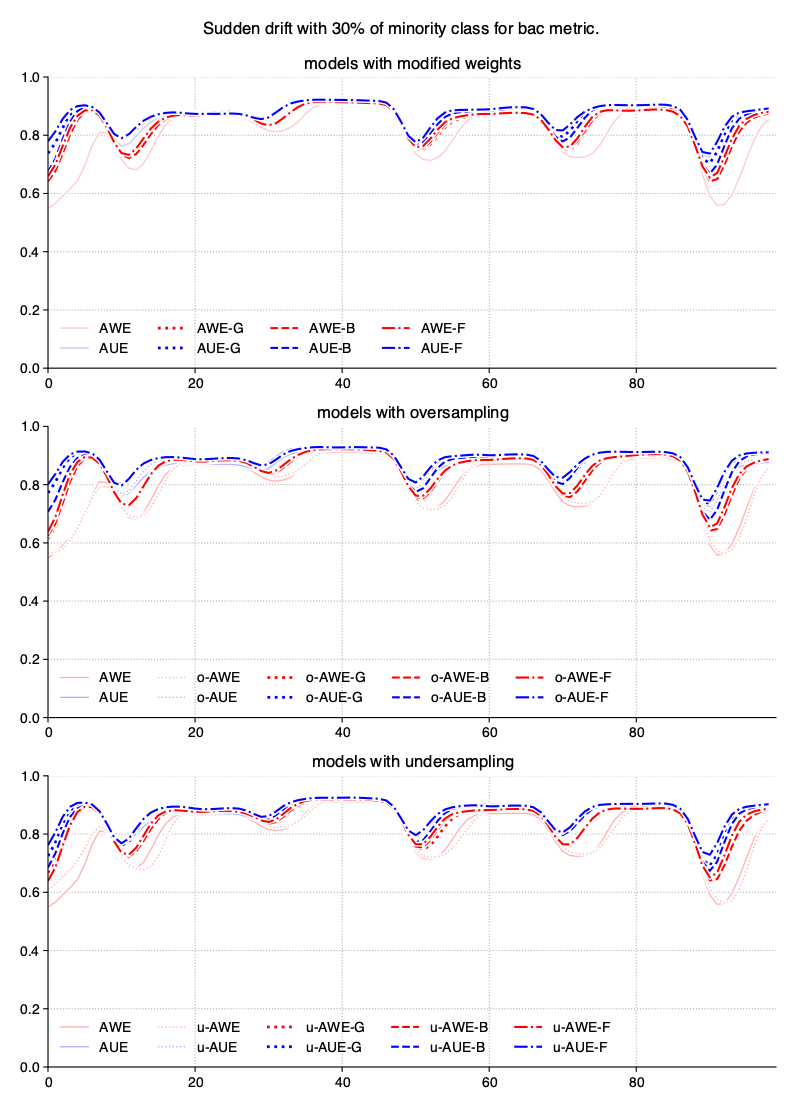 Sudden drift with 30% of minority class for bac metric.
models with modified weights
1.0
0.8
0.6
0.4
0.2
0.0
AWE AWE-G AWE-B AWE-F
AUE AUE-G AUE-B AUE-F
0 20 40 60 80
models with oversampling
1.0
0.8
0.6
0.4
0.2
0.0
AWE o-AWE o-AWE-G o-AWE-B o-AWE-F
AUE o-AUE o-AUE-G o-AUE-B o-AUE-F
0 20 40 60 80
models with undersampling
1.0
0.8
0.6
0.4
0.2
0.0
AWE u-AWE u-AWE-G u-AWE-B u-AWE-F
AUE u-AUE u-AUE-G u-AUE-B u-AUE-F
0 20 40 60 80